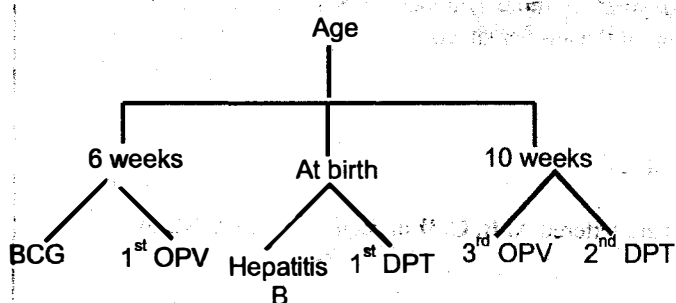 Age
6 weeks At birth 10 weeks
BCG 1st OPV Hepatitis B 1st DPT 3rd OPV 2nd DPT